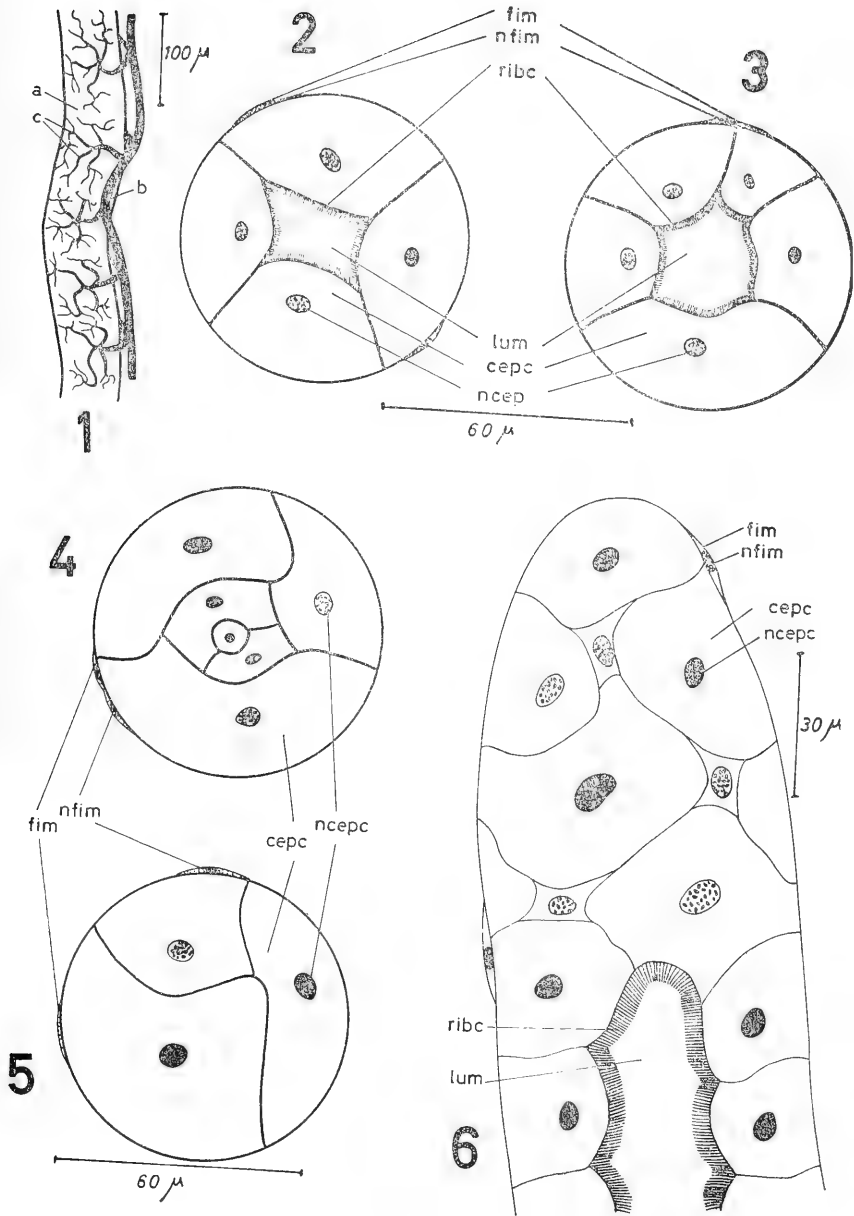 1
100 μ
a
c
b
2
fim
nfim
ribc
3
lum
cepc
ncep
60 μ
4
fim
nfim
cepc
ncepc
5
60 μ
6
fim
nfim
cepc
ncepc
30 μ
ribc
lum